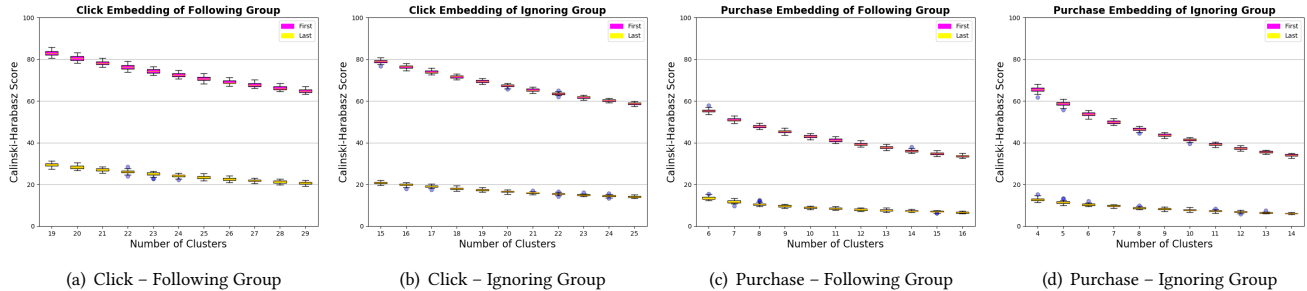 Click Embedding of Following Group
Calinski-Harabasz Score
100
80
60
40
20
0
First
Last
19 20 21 22 23 24 25 26 27 28 29
Number of Clusters
(a) Click – Following Group
Click Embedding of Ignoring Group
Calinski-Harabasz Score
100
80
60
40
20
0
First
Last
15 16 17 18 19 20 21 22 23 24 25
Number of Clusters
(b) Click – Ignoring Group
Purchase Embedding of Following Group
Calinski-Harabasz Score
100
80
60
40
20
0
First
Last
6 7 8 9 10 11 12 13 14 15 16
Number of Clusters
(c) Purchase – Following Group
Purchase Embedding of Ignoring Group
Calinski-Harabasz Score
100
80
60
40
20
0
First
Last
4 5 6 7 8 9 10 11 12 13 14
Number of Clusters
(d) Purchase – Ignoring Group